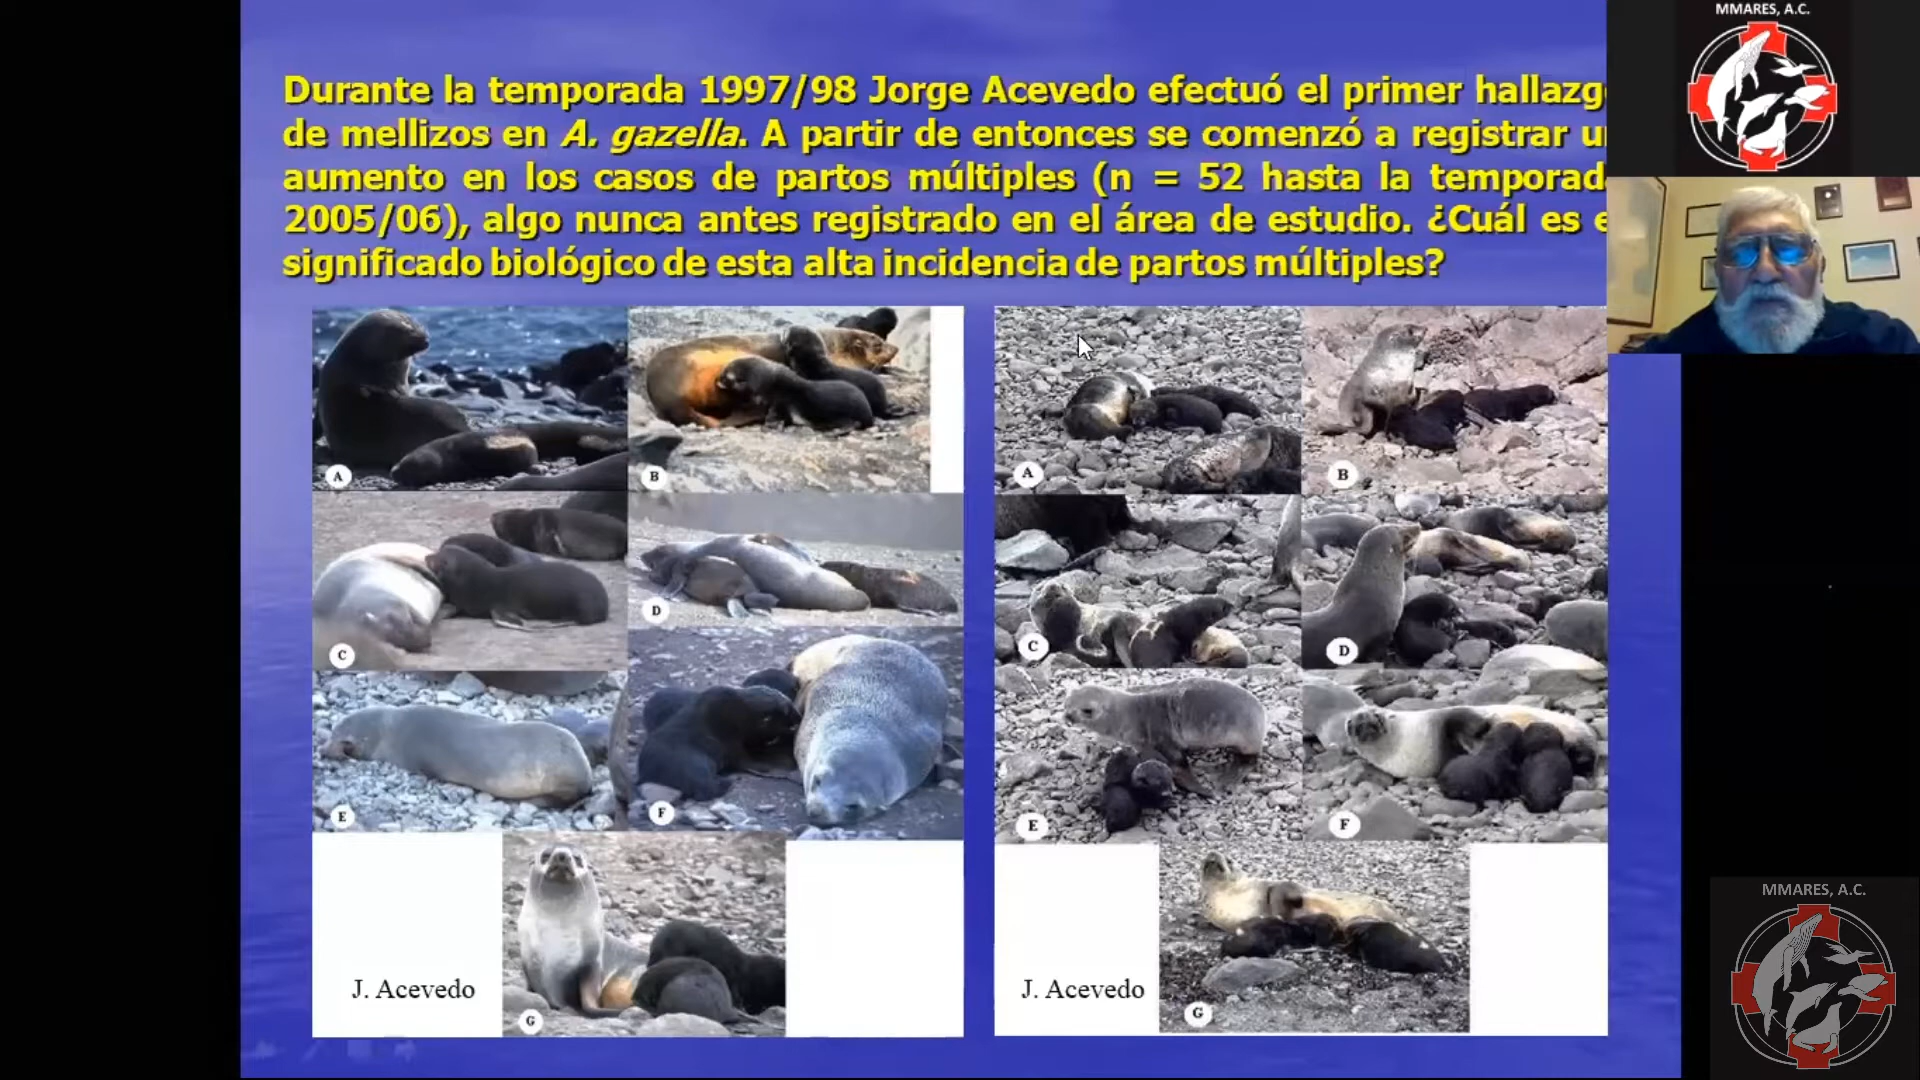 MMARES, A.C.
Durante la temporada 1997/98 Jorge Acevedo efectuó el primer hallazg
de mellizos en A. gazella. A partir de entonces se comenzó a registrar u
aumento en los casos de partos múltiples (n = 52 hasta la temporad
2005/06), algo nunca antes registrado en el área de estudio. ¿Cuál es e
significado biológico de esta alta incidencia de partos múltiples?
A
B
C
D
E
F
G
J. Acevedo
A
B
C
D
E
F
G
J. Acevedo
MMARES, A.C.